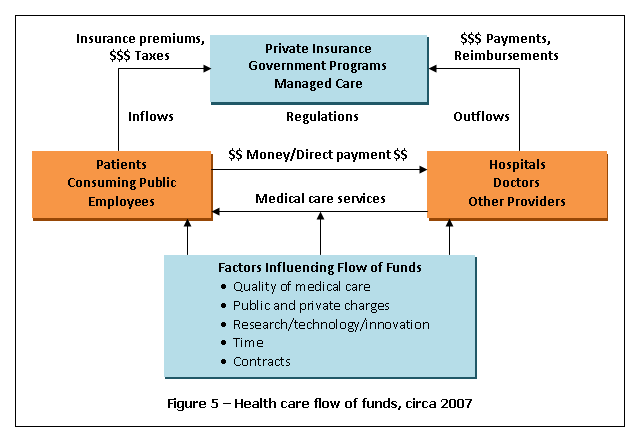 Insurance premiums,
$$$ Taxes
Private Insurance
Government Programs
Managed Care
$$$ Payments,
Reimbursements
Inflows
Regulations
Outflows
Patients
Consuming Public
Employees
$$ Money/Direct payment $$
Medical care services
Hospitals
Doctors
Other Providers
Factors Influencing Flow of Funds
• Quality of medical care
• Public and private charges
• Research/technology/innovation
• Time
• Contracts
Figure 5 – Health care flow of funds, circa 2007